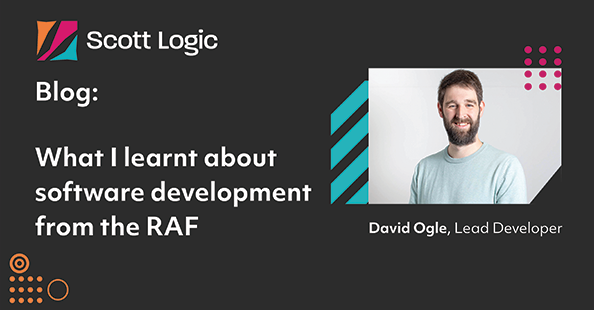 Scott Logic
Blog:
What I learnt about
software development
from the RAF
David Ogle, Lead Developer